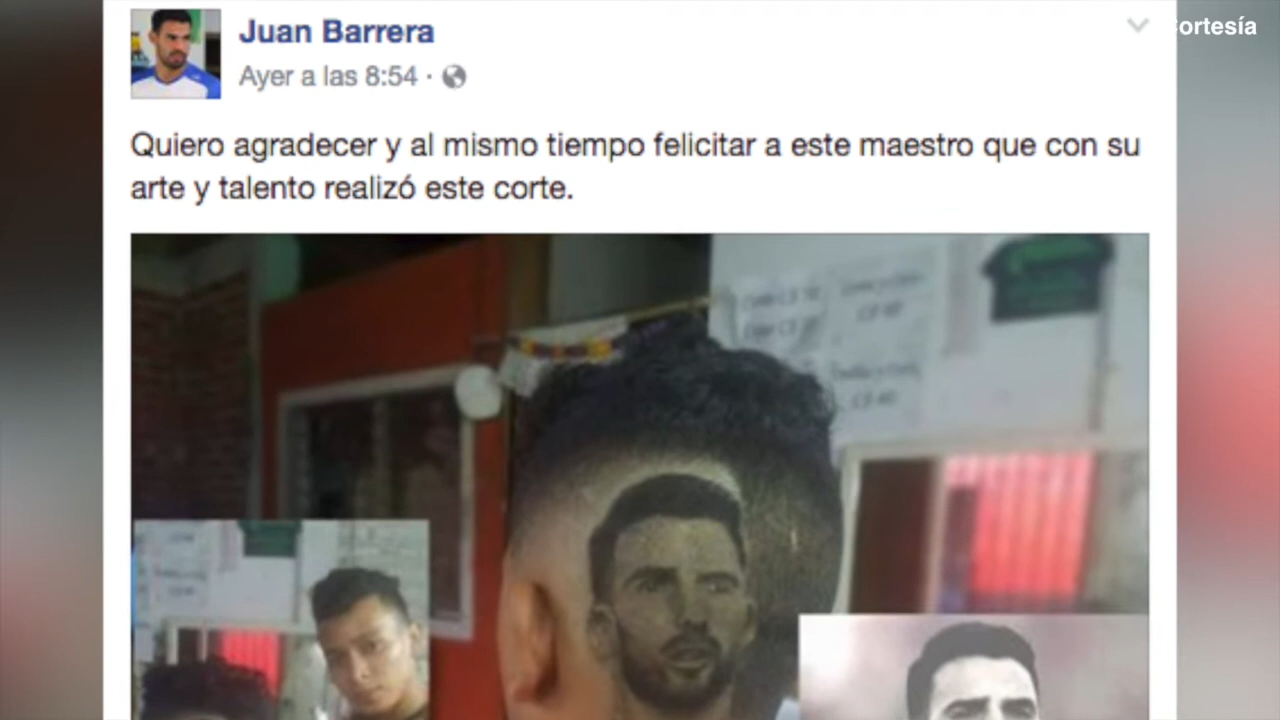 Juan Barrera
ortesía
Ayer a las 8:54 ·
Quiero agradecer y al mismo tiempo felicitar a este maestro que con su
arte y talento realizó este corte.